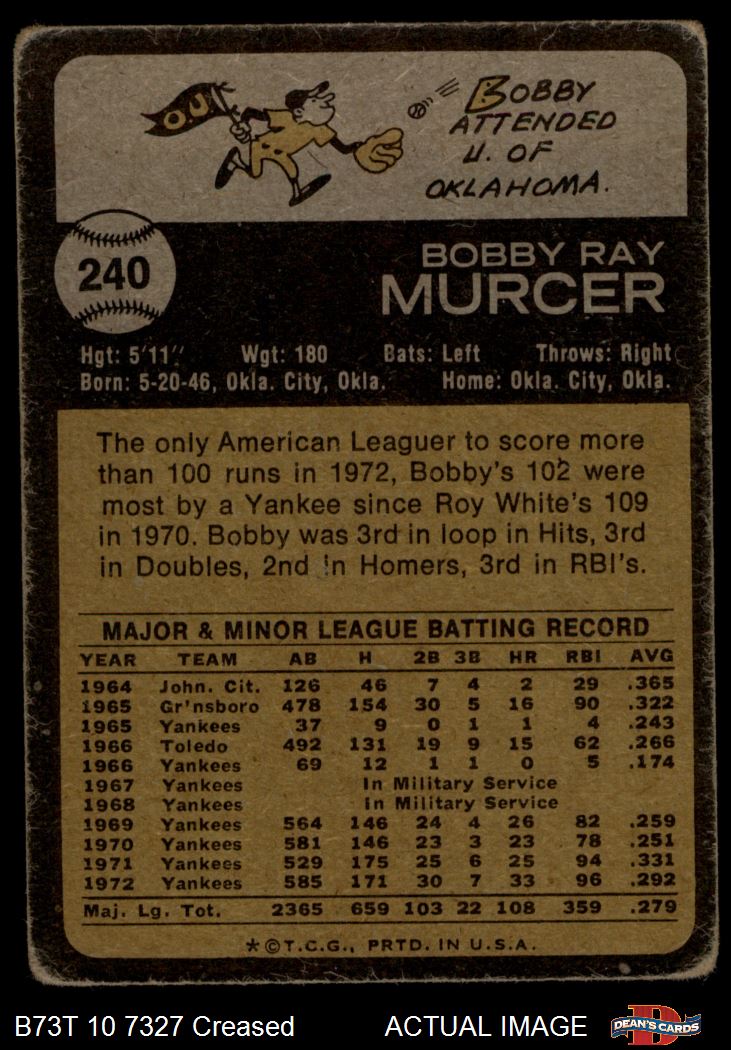 OU
BOBBY
ATTENDED
U. OF
OKLAHOMA.
240
BOBBY RAY
MURCER
Hgt: 5'11" Wgt: 180 Bats: Left Throws: Right
Born: 5-20-46, Okla. City, Okla. Home: Okla. City, Okla.
The only American Leaguer to score more
than 100 runs in 1972, Bobby's 102 were
most by a Yankee since Roy White's 109
in 1970. Bobby was 3rd in loop in Hits, 3rd
in Doubles, 2nd in Homers, 3rd in RBI's.
MAJOR & MINOR LEAGUE BATTING RECORD
YEAR TEAM AB H 2B 3B HR RBI AVG
1964 John. Cit. 126 46 7 4 2 29 .365
1965 Gr'nsboro 478 154 30 5 16 90 .322
1965 Yankees 37 9 0 1 1 4 .243
1966 Toledo 492 131 19 9 15 62 .266
1966 Yankees 69 12 1 1 0 5 .174
1967 Yankees In Military Service
1968 Yankees In Military Service
1969 Yankees 564 146 24 4 26 82 .259
1970 Yankees 581 146 23 3 23 78 .251
1971 Yankees 529 175 25 6 25 94 .331
1972 Yankees 585 171 30 7 33 96 .292
Maj. Lg. Tot. 2365 659 103 22 108 359 .279
*©T.C.G., PRTD. IN U.S.A.
B73T 10 7327 Creased ACTUAL IMAGE
D
DEAN'S CARDS